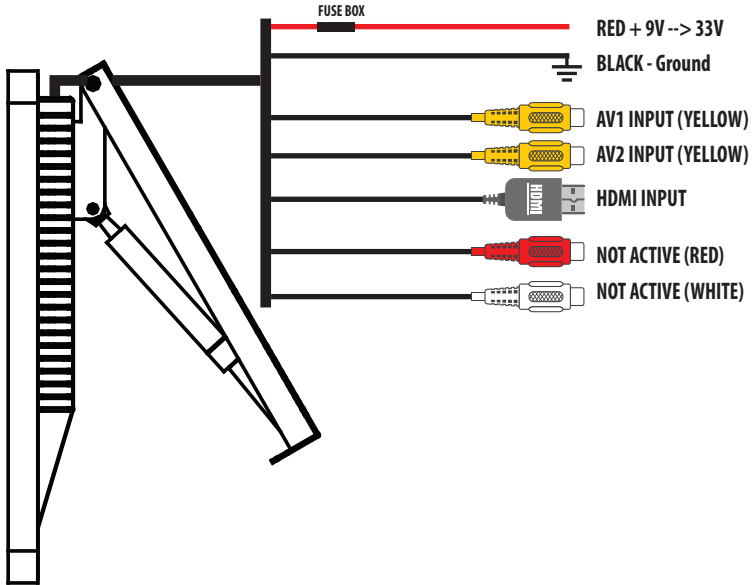 FUSE BOX
RED + 9V --> 33V
BLACK - Ground
AV1 INPUT (YELLOW)
AV2 INPUT (YELLOW)
HDMI
HDMI INPUT
NOT ACTIVE (RED)
NOT ACTIVE (WHITE)